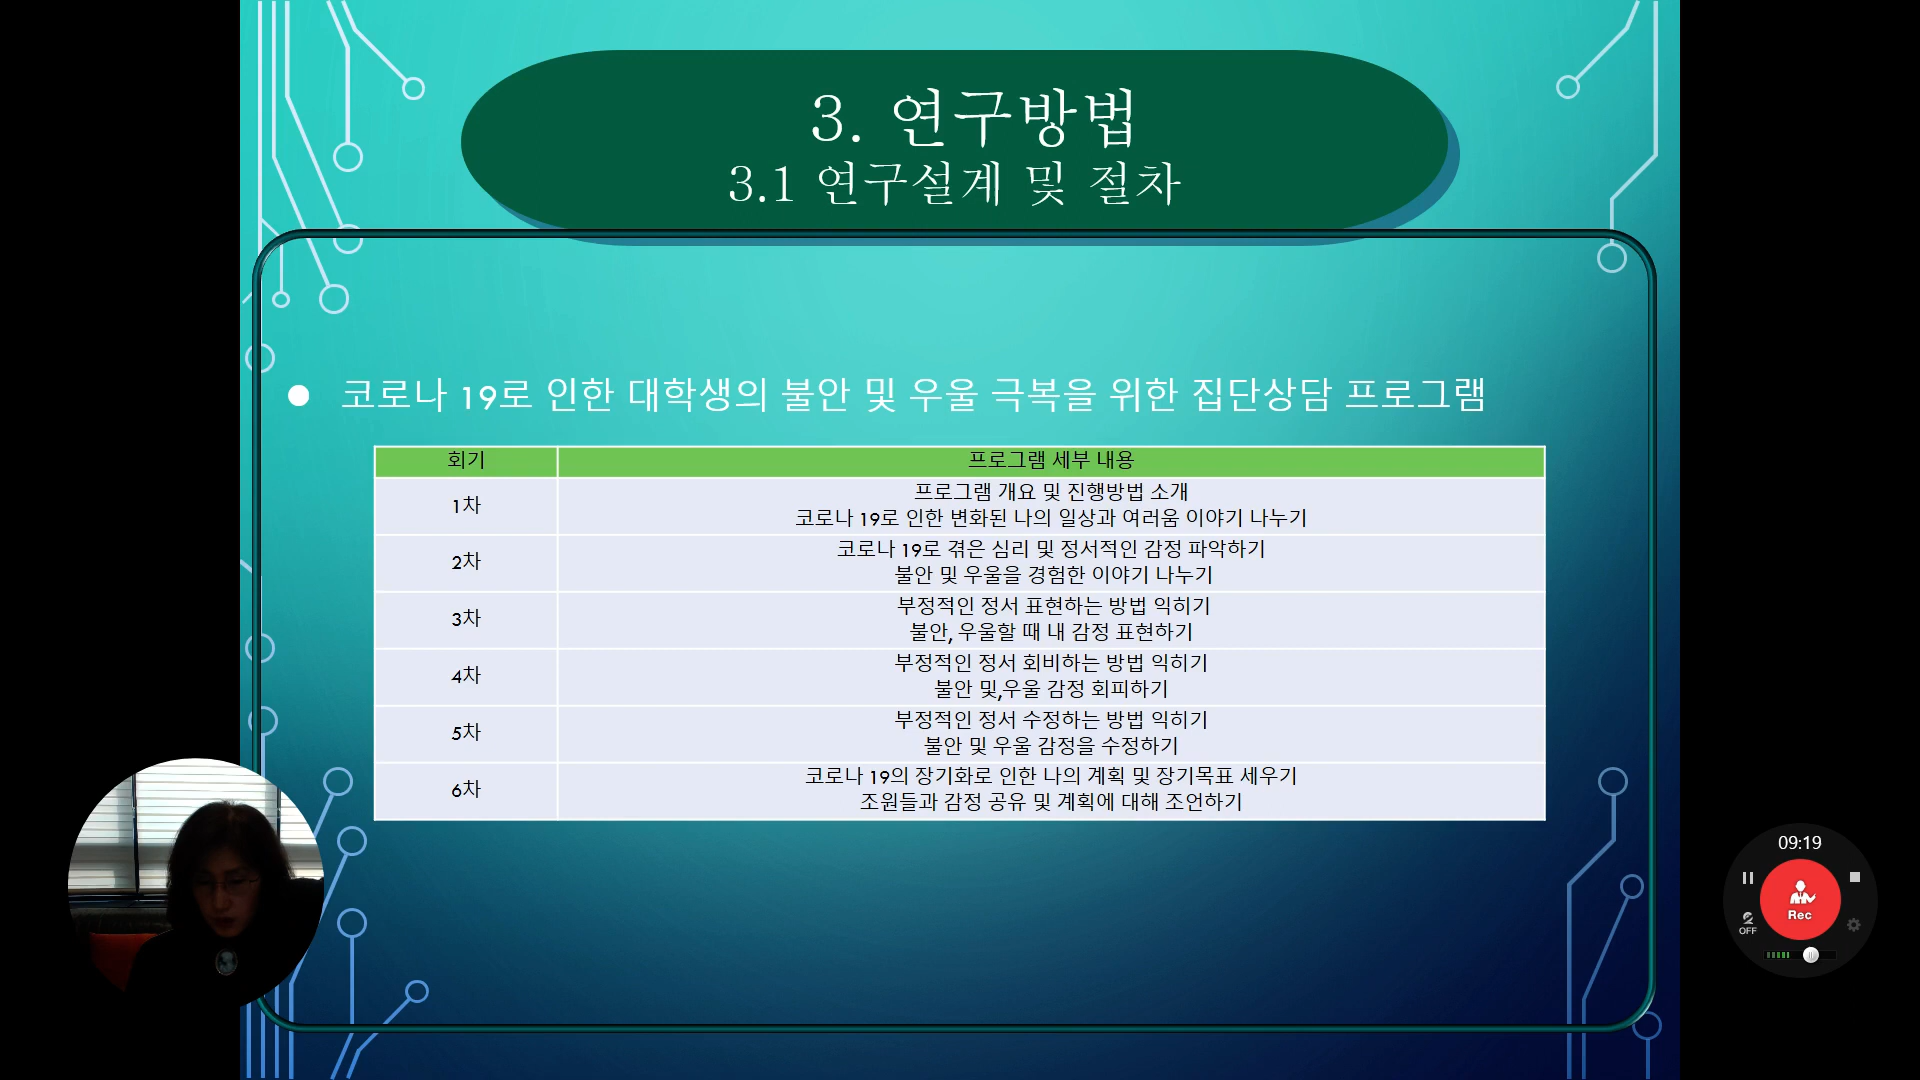 3. 연구방법
3.1 연구설계 및 절차
● 코로나 19로 인한 대학생의 불안 및 우울 극복을 위한 집단상담 프로그램
회기 프로그램 세부 내용
1차 프로그램 개요 및 진행방법 소개
코로나 19로 인한 변화된 나의 일상과 여러움 이야기 나누기
2차 코로나 19로 겪은 심리 및 정서적인 감정 파악하기
불안 및 우울을 경험한 이야기 나누기
3차 부정적인 정서 표현하는 방법 익히기
불안, 우울할 때 내 감정 표현하기
4차 부정적인 정서 회비하는 방법 익히기
불안 및,우울 감정 회피하기
5차 부정적인 정서 수정하는 방법 익히기
불안 및 우울 감정을 수정하기
6차 코로나 19의 장기화로 인한 나의 계획 및 장기목표 세우기
조원들과 감정 공유 및 계획에 대해 조언하기
09:19
Rec
OFF